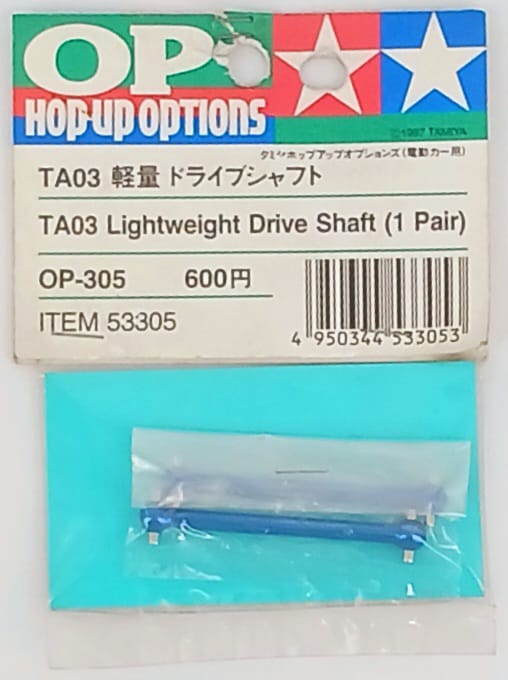 OP
HOP-UP OPTIONS
©1997 TAMIYA
タミヤホップアップオプションズ(電動カー用)
TA03 軽量 ドライブシャフト
TA03 Lightweight Drive Shaft (1 Pair)
OP-305 600円
ITEM 53305
4 950344 533053